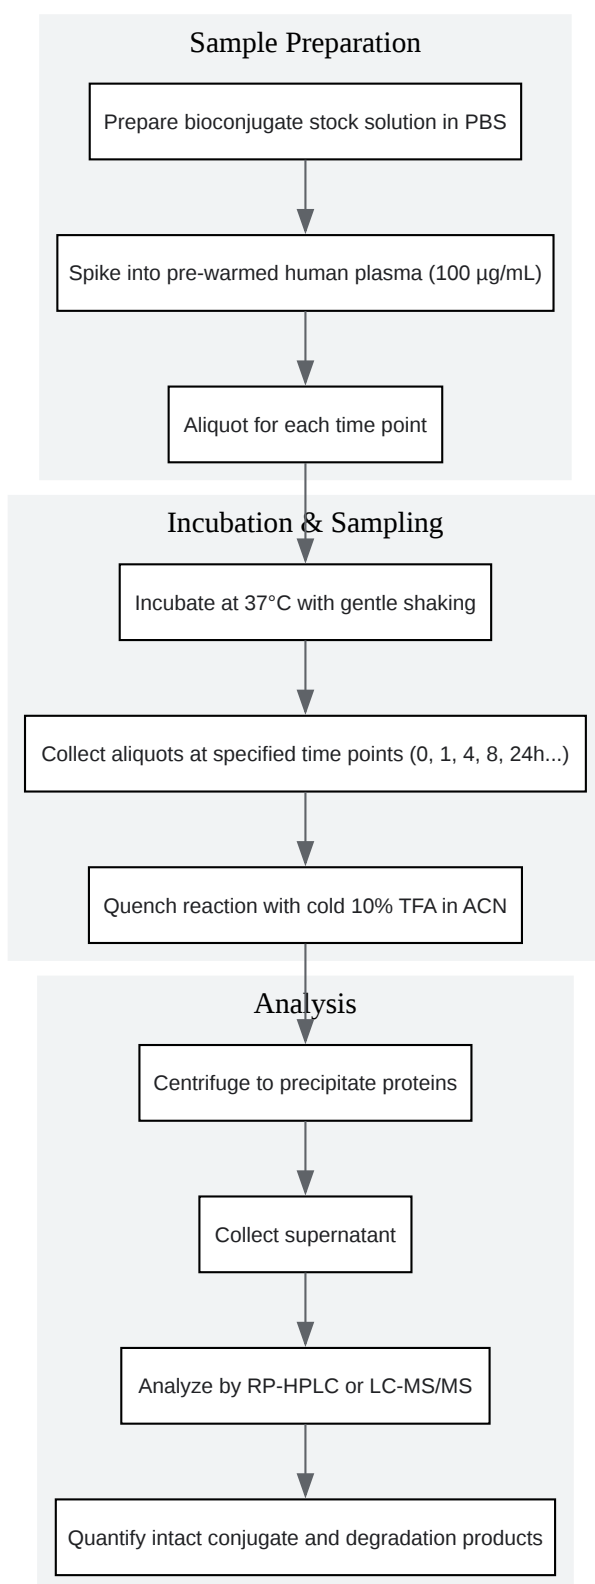 Sample Preparation
Prepare bioconjugate stock solution in PBS
Spike into pre-warmed human plasma (100 µg/mL)
Aliquot for each time point
Incubation & Sampling
Incubate at 37°C with gentle shaking
Collect aliquots at specified time points (0, 1, 4, 8, 24h...)
Quench reaction with cold 10% TFA in ACN
Analysis
Centrifuge to precipitate proteins
Collect supernatant
Analyze by RP-HPLC or LC-MS/MS
Quantify intact conjugate and degradation products